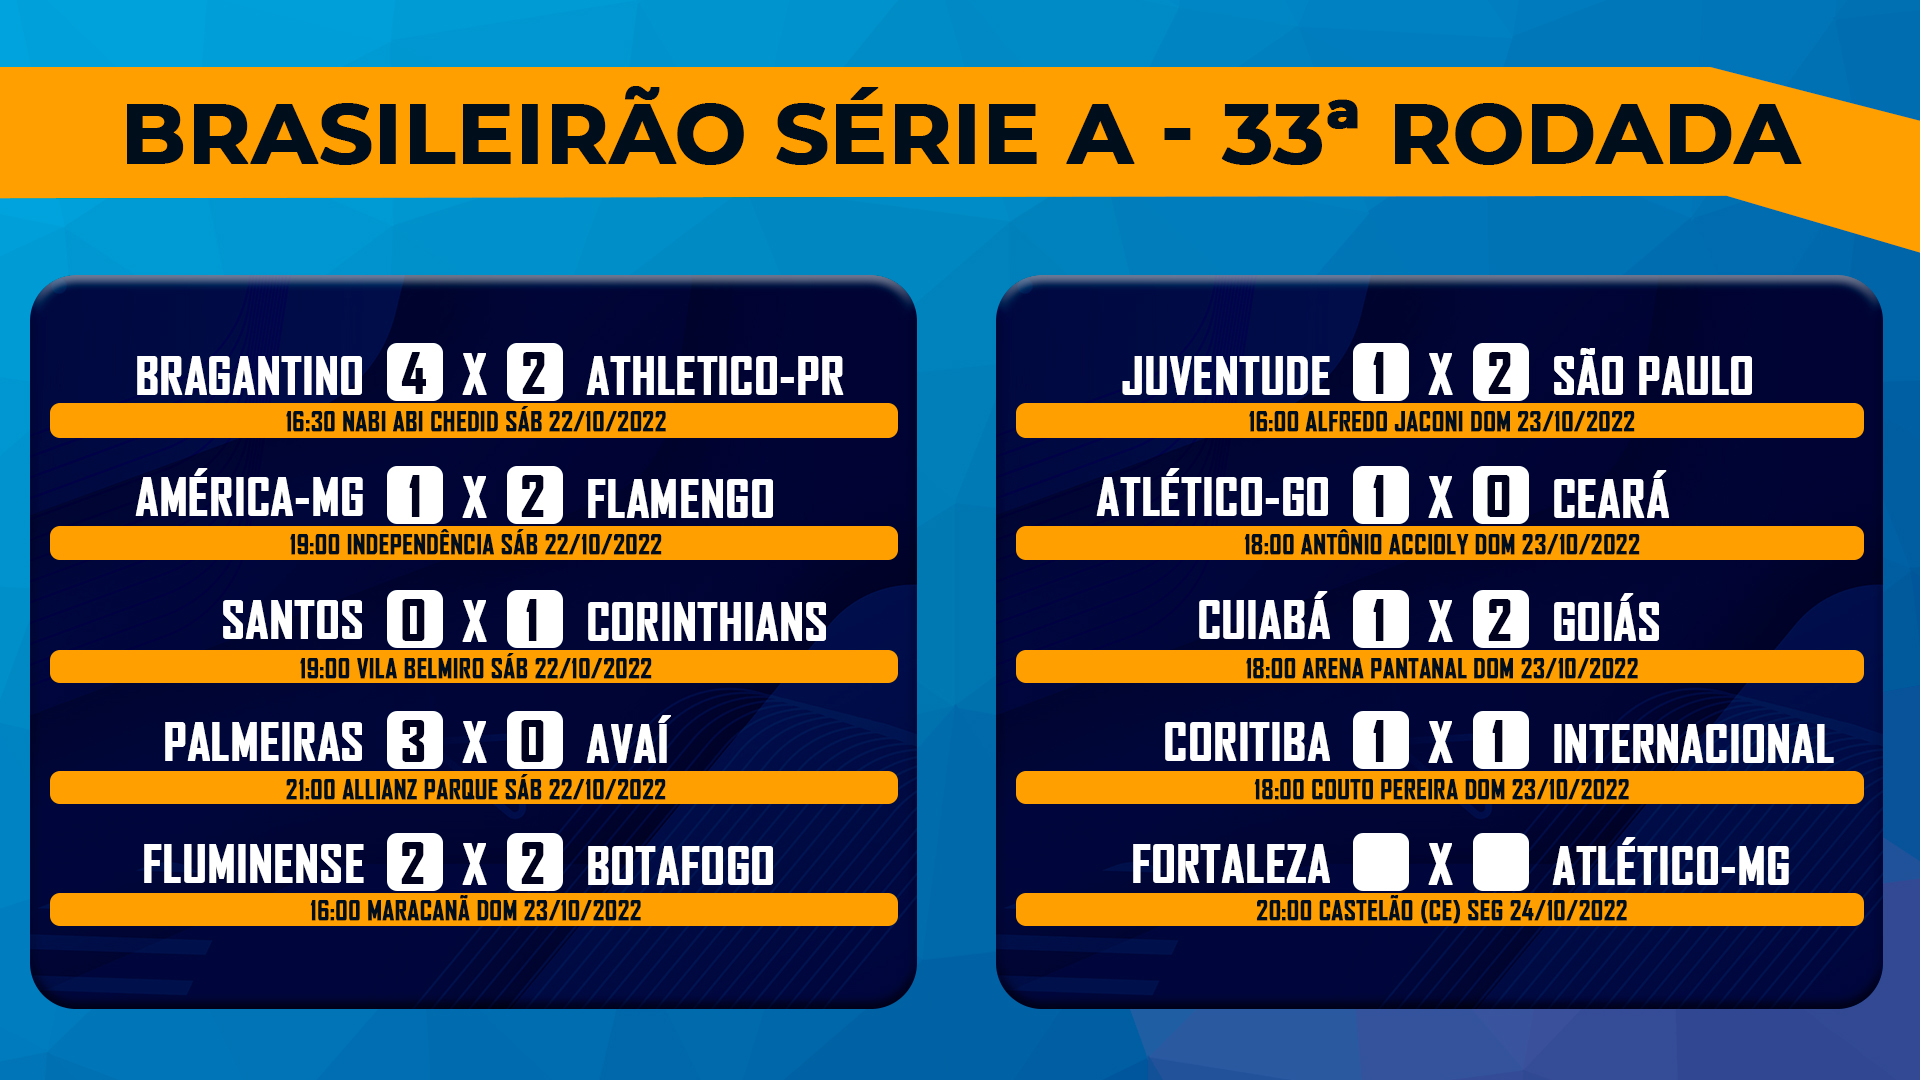 BRASILEIRÃO SÉRIE A - 33ª RODADA
BRAGANTINO 4 X 2 ATHLETICO-PR
16:30 NABI ABI CHEDID SÁB 22/10/2022
AMÉRICA-MG 1 X 2 FLAMENGO
19:00 INDEPENDÊNCIA SÁB 22/10/2022
SANTOS 0 X 1 CORINTHIANS
19:00 VILA BELMIRO SÁB 22/10/2022
PALMEIRAS 3 X 0 AVAÍ
21:00 ALLIANZ PARQUE SÁB 22/10/2022
FLUMINENSE 2 X 2 BOTAFOGO
16:00 MARACANÃ DOM 23/10/2022
JUVENTUDE 1 X 2 SÃO PAULO
16:00 ALFREDO JACONI DOM 23/10/2022
ATLÉTICO-GO 1 X 0 CEARÁ
18:00 ANTÔNIO ACCIOLY DOM 23/10/2022
CUIABÁ 1 X 2 GOIÁS
18:00 ARENA PANTANAL DOM 23/10/2022
CORITIBA 1 X 1 INTERNACIONAL
18:00 COUTO PEREIRA DOM 23/10/2022
FORTALEZA X ATLÉTICO-MG
20:00 CASTELÃO (CE) SEG 24/10/2022